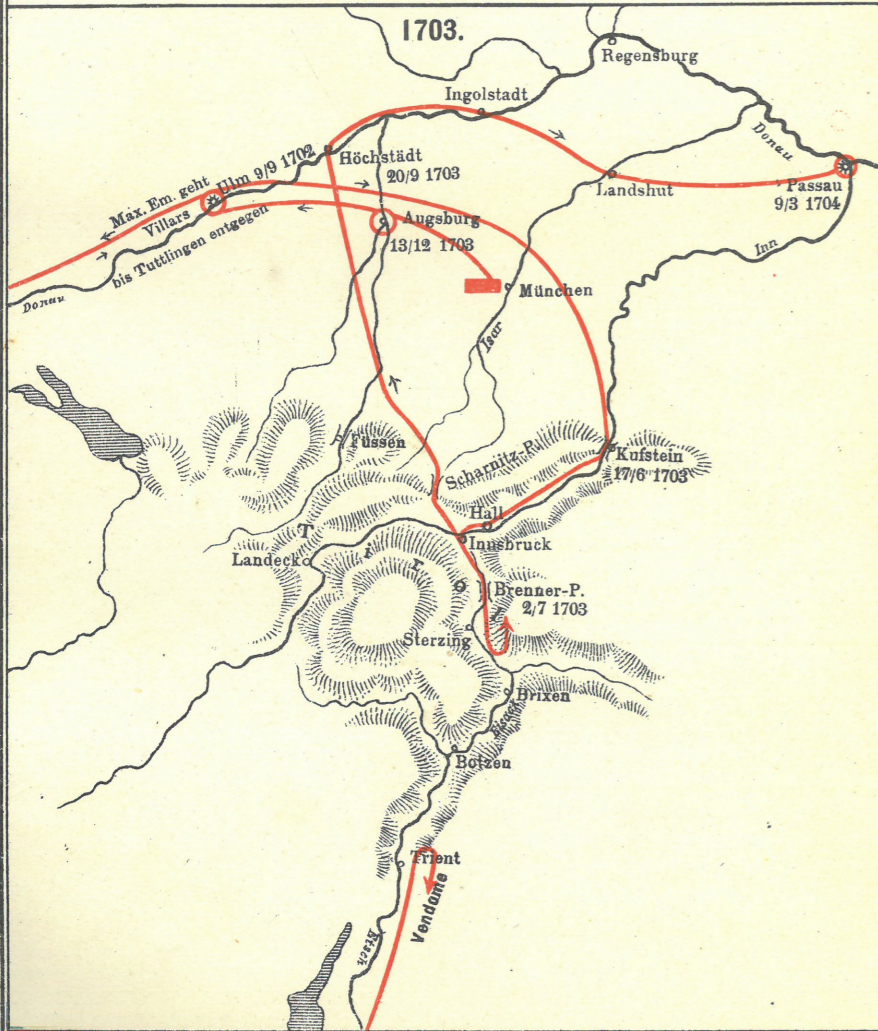 1703.
Regensburg
Ingolstadt
Donau
Höchstädt
20/9 1703
Ulm 9/9 1702
Max. Em. geht
Villars
bis Tuttlingen entgegen
Donau
Landshut
Passau
9/3 1704
Augsburg
13/12 1703
Inn
München
Isar
Füssen
Scharnitz-P.
Kufstein
17/6 1703
Hall
Innsbruck
Landeck
Tirol
Brenner-P.
2/7 1703
Sterzing
Brixen
Eisack
Botzen
Trient
Vendome
Etsch